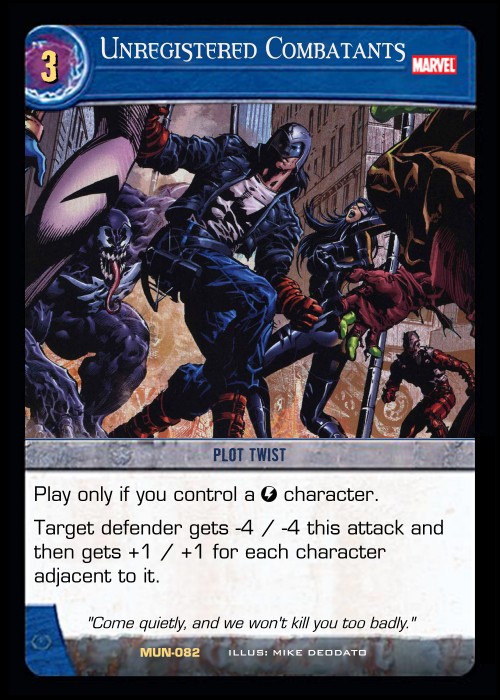 Unregistered Combatants
3
MARVEL
PLOT TWIST
Play only if you control a character.
Target defender gets -4 / -4 this attack and
then gets +1 / +1 for each character
adjacent to it.
"Come quietly, and we won't kill you too badly."
MUN-082 ILLUS: MIKE DEODATO